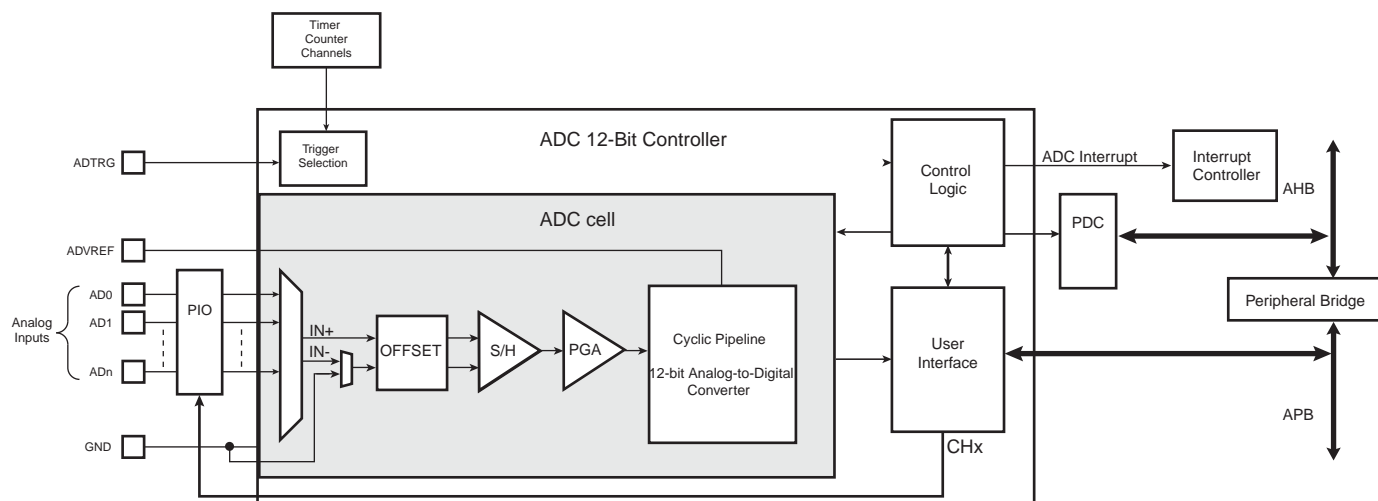 Timer
Counter
Channels
ADC 12-Bit Controller
Trigger
Selection
ADTRG
Control
Logic
ADC Interrupt
Interrupt
Controller
AHB
ADC cell
PDC
ADVREF
Analog
Inputs
AD0
AD1
ADn
PIO
IN+
IN-
OFFSET
S/H
PGA
Cyclic Pipeline
12-bit Analog-to-Digital
Converter
User
Interface
Peripheral Bridge
APB
GND
CHx